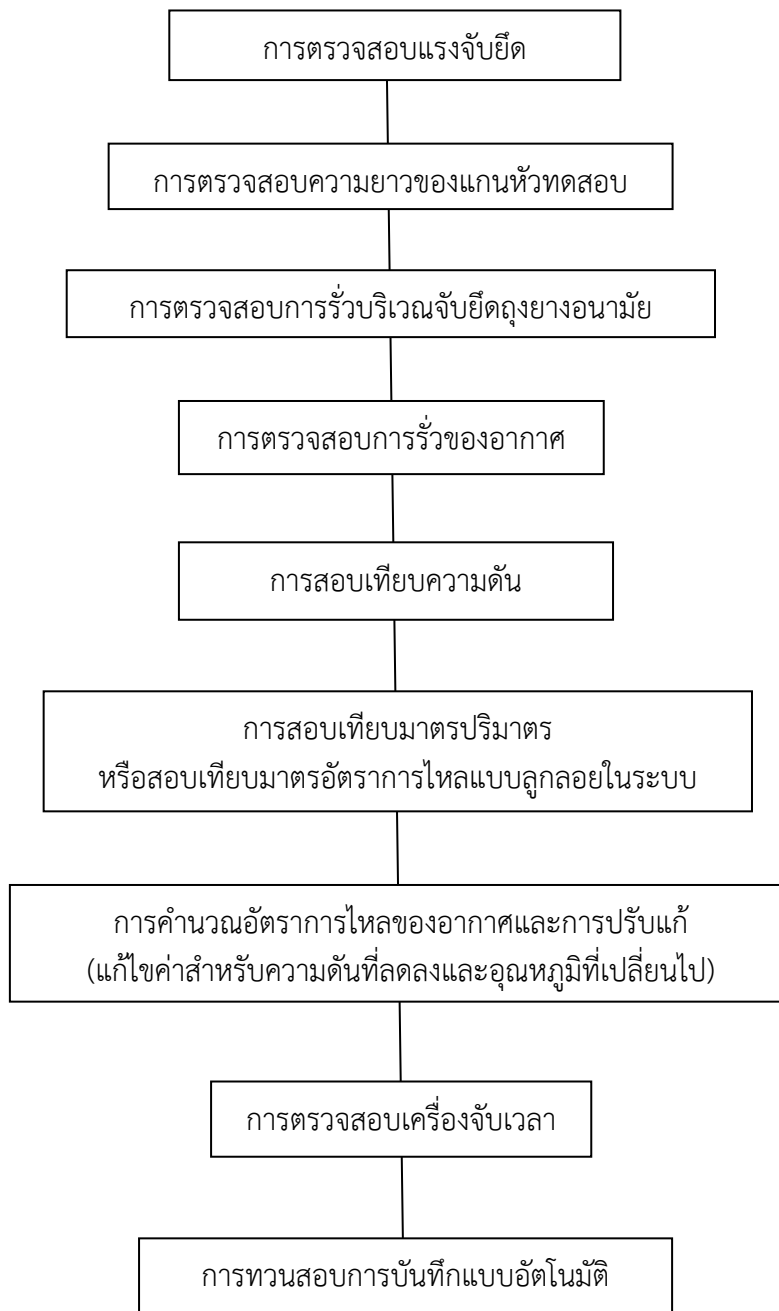 การตรวจสอบแรงจับยึด
การตรวจสอบความยาวของแกนหัวทดสอบ
การตรวจสอบการรั่วบริเวณจับยึดถุงยางอนามัย
การตรวจสอบการรั่วของอากาศ
การสอบเทียบความดัน
การสอบเทียบมาตรปริมาตร
หรือสอบเทียบมาตรอัตราการไหลแบบลูกลอยในระบบ
การคำนวณอัตราการไหลของอากาศและการปรับแก้
(แก้ไขค่าสำหรับความดันที่ลดลงและอุณหภูมิที่เปลี่ยนไป)
การตรวจสอบเครื่องจับเวลา
การทวนสอบการบันทึกแบบอัตโนมัติ